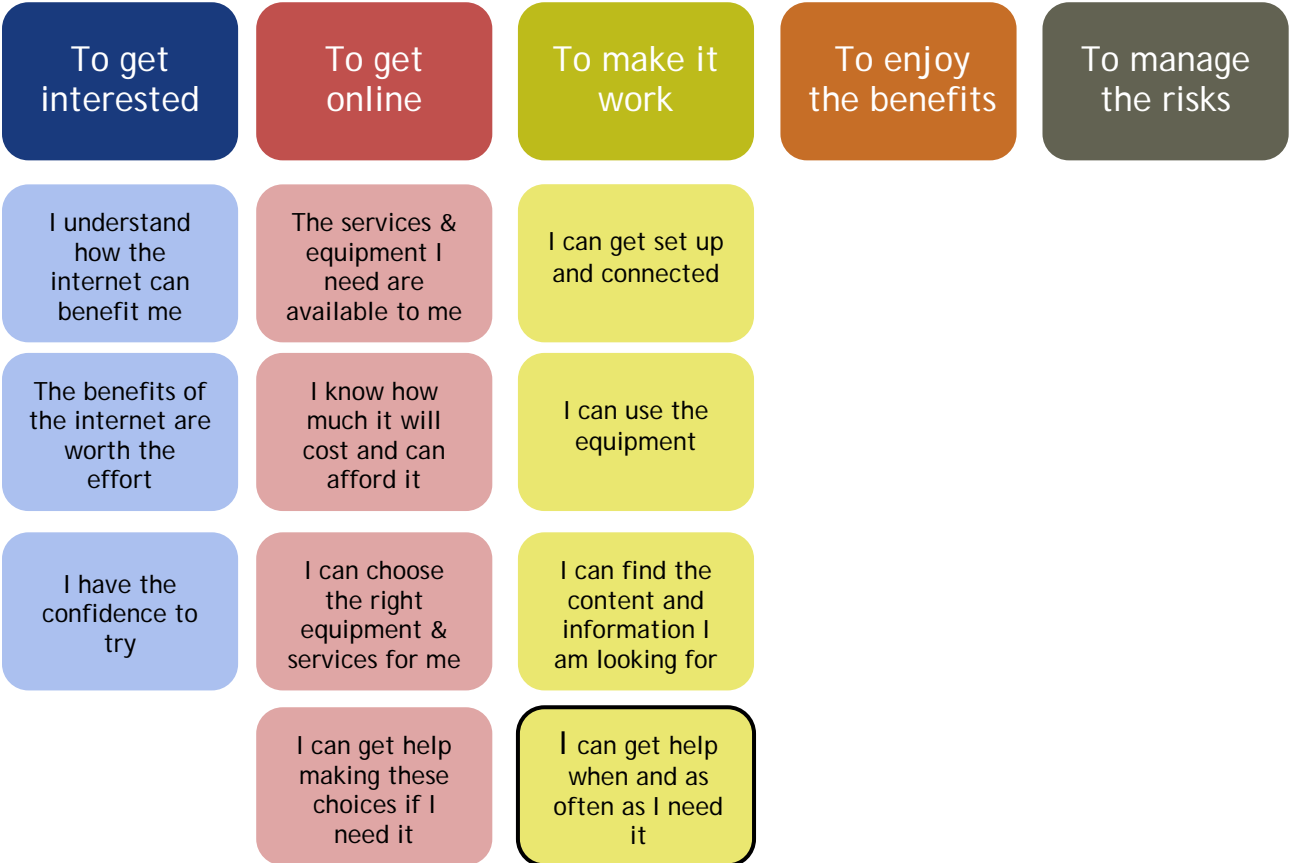 To get
interested
To get
online
To make it
work
To enjoy
the benefits
To manage
the risks
I understand
how the
internet can
benefit me
The services &
equipment I
need are
available to me
I can get set up
and connected
The benefits of
the internet are
worth the
effort
I know how
much it will
cost and can
afford it
I can use the
equipment
I have the
confidence to
try
I can choose
the right
equipment &
services for me
I can find the
content and
information I
am looking for
I can get help
making these
choices if I
need it
I can get help
when and as
often as I need
it